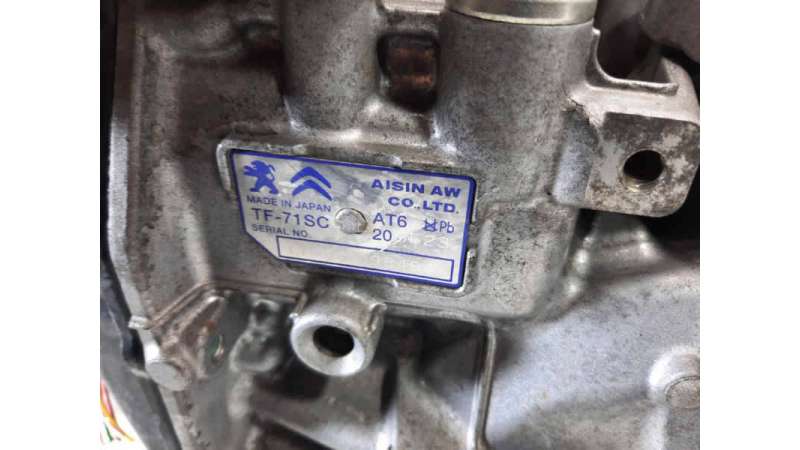 AISIN AW
CO.,LTD.
MADE IN JAPAN
TF-71SC AT6 Pb
SERIAL NO. 20